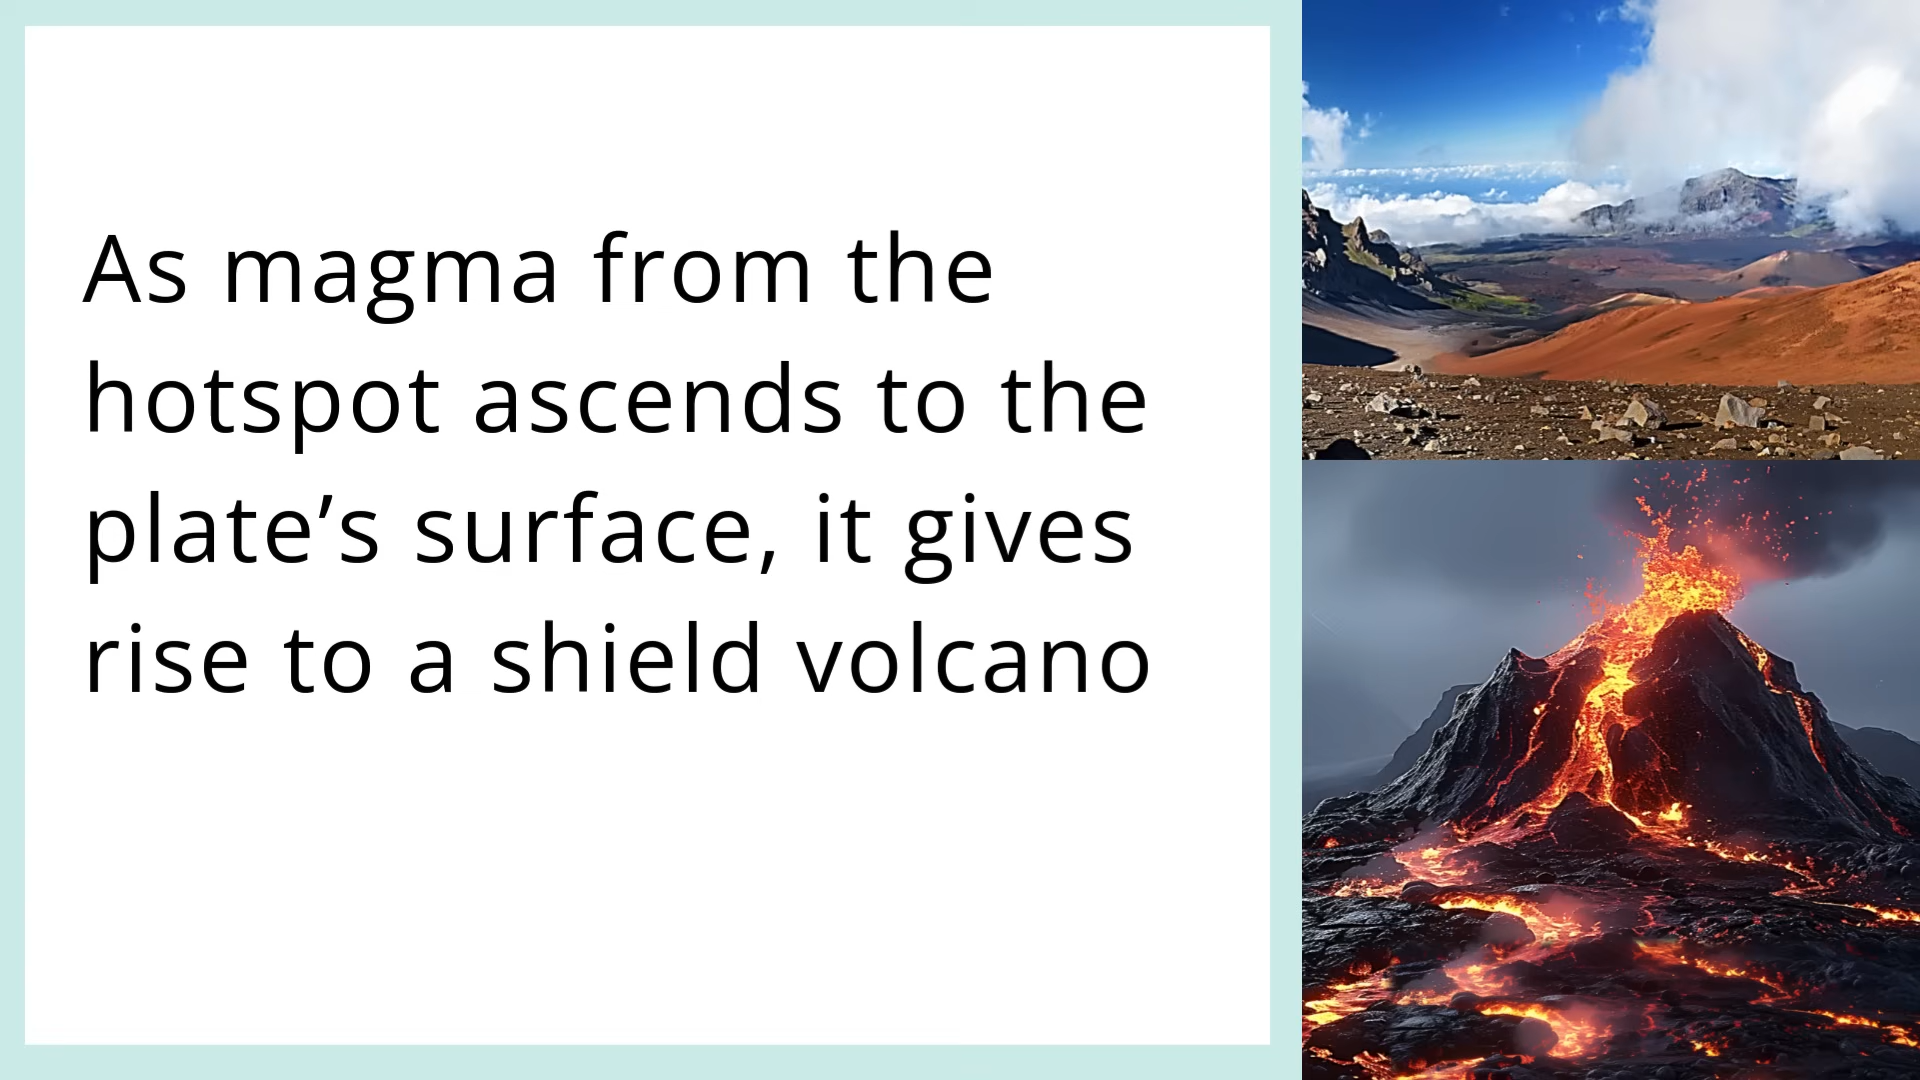 As magma from the
hotspot ascends to the
plate’s surface, it gives
rise to a shield volcano